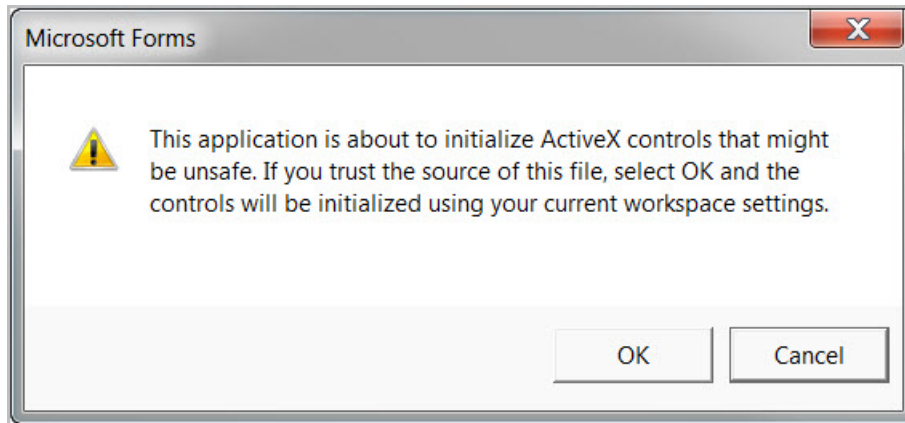 Microsoft Forms
This application is about to initialize ActiveX controls that might
be unsafe. If you trust the source of this file, select OK and the
controls will be initialized using your current workspace settings.
OK
Cancel